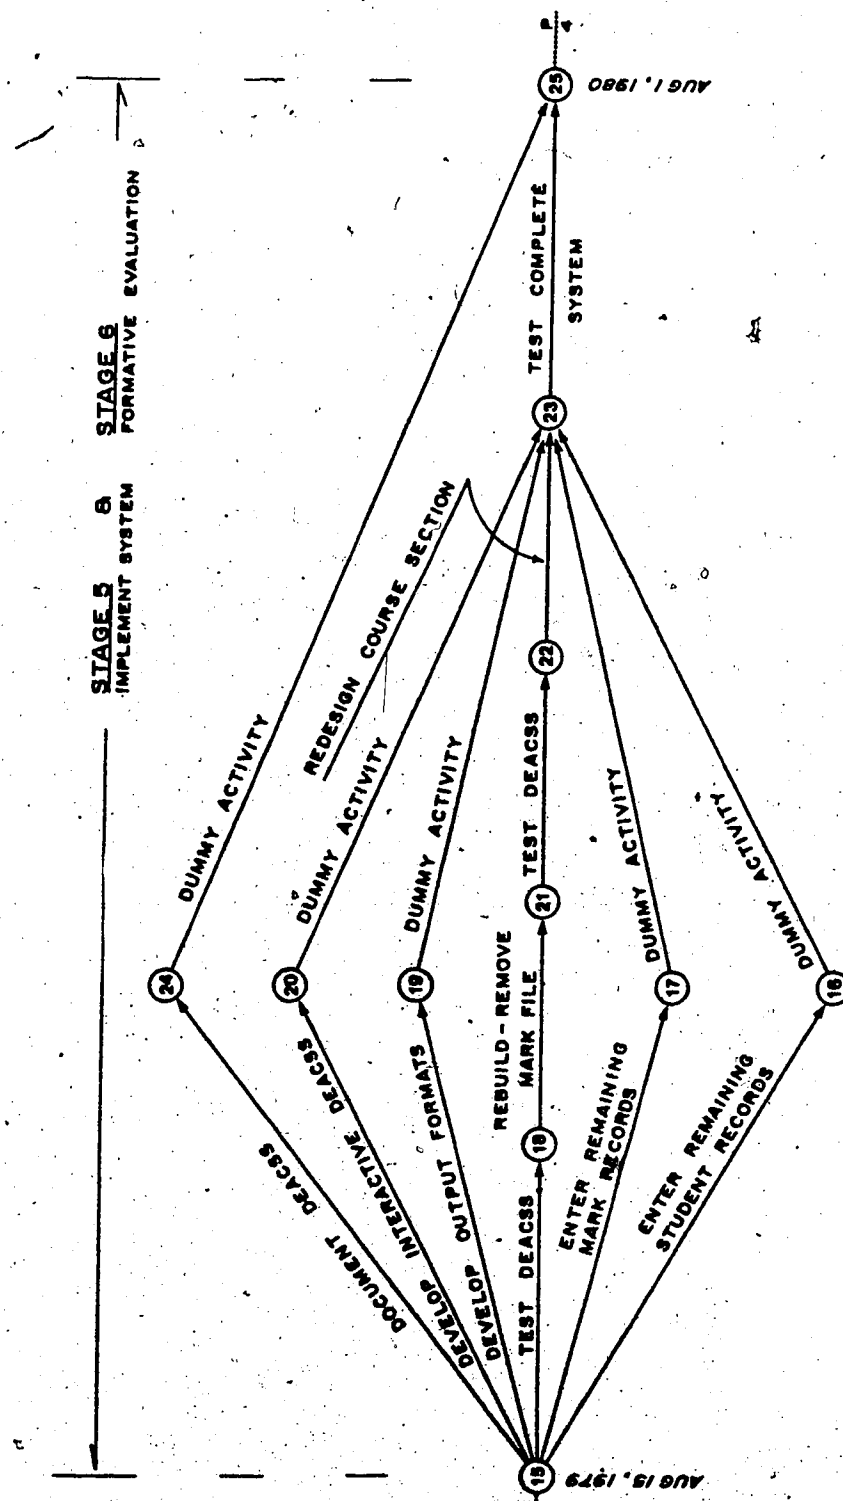 STAGE 5 & STAGE 6
IMPLEMENT SYSTEM FORMATIVE EVALUATION
DOCUMENT DEACSS
24
DUMMY ACTIVITY
DEVELOP INTERACTIVE DEACSS
20
DUMMY ACTIVITY
REDESIGN COURSE SECTION
DEVELOP OUTPUT FORMATS
19
DUMMY ACTIVITY
15
AUG 15, 1979
TEST DEACSS
18
REBUILD-REMOVE
MARK FILE
21
TEST DEACSS
22
23
TEST COMPLETE
SYSTEM
25
AUG 1, 1980
P
4
ENTER REMAINING
MARK RECORDS
17
DUMMY ACTIVITY
ENTER REMAINING
STUDENT RECORDS
16
DUMMY ACTIVITY